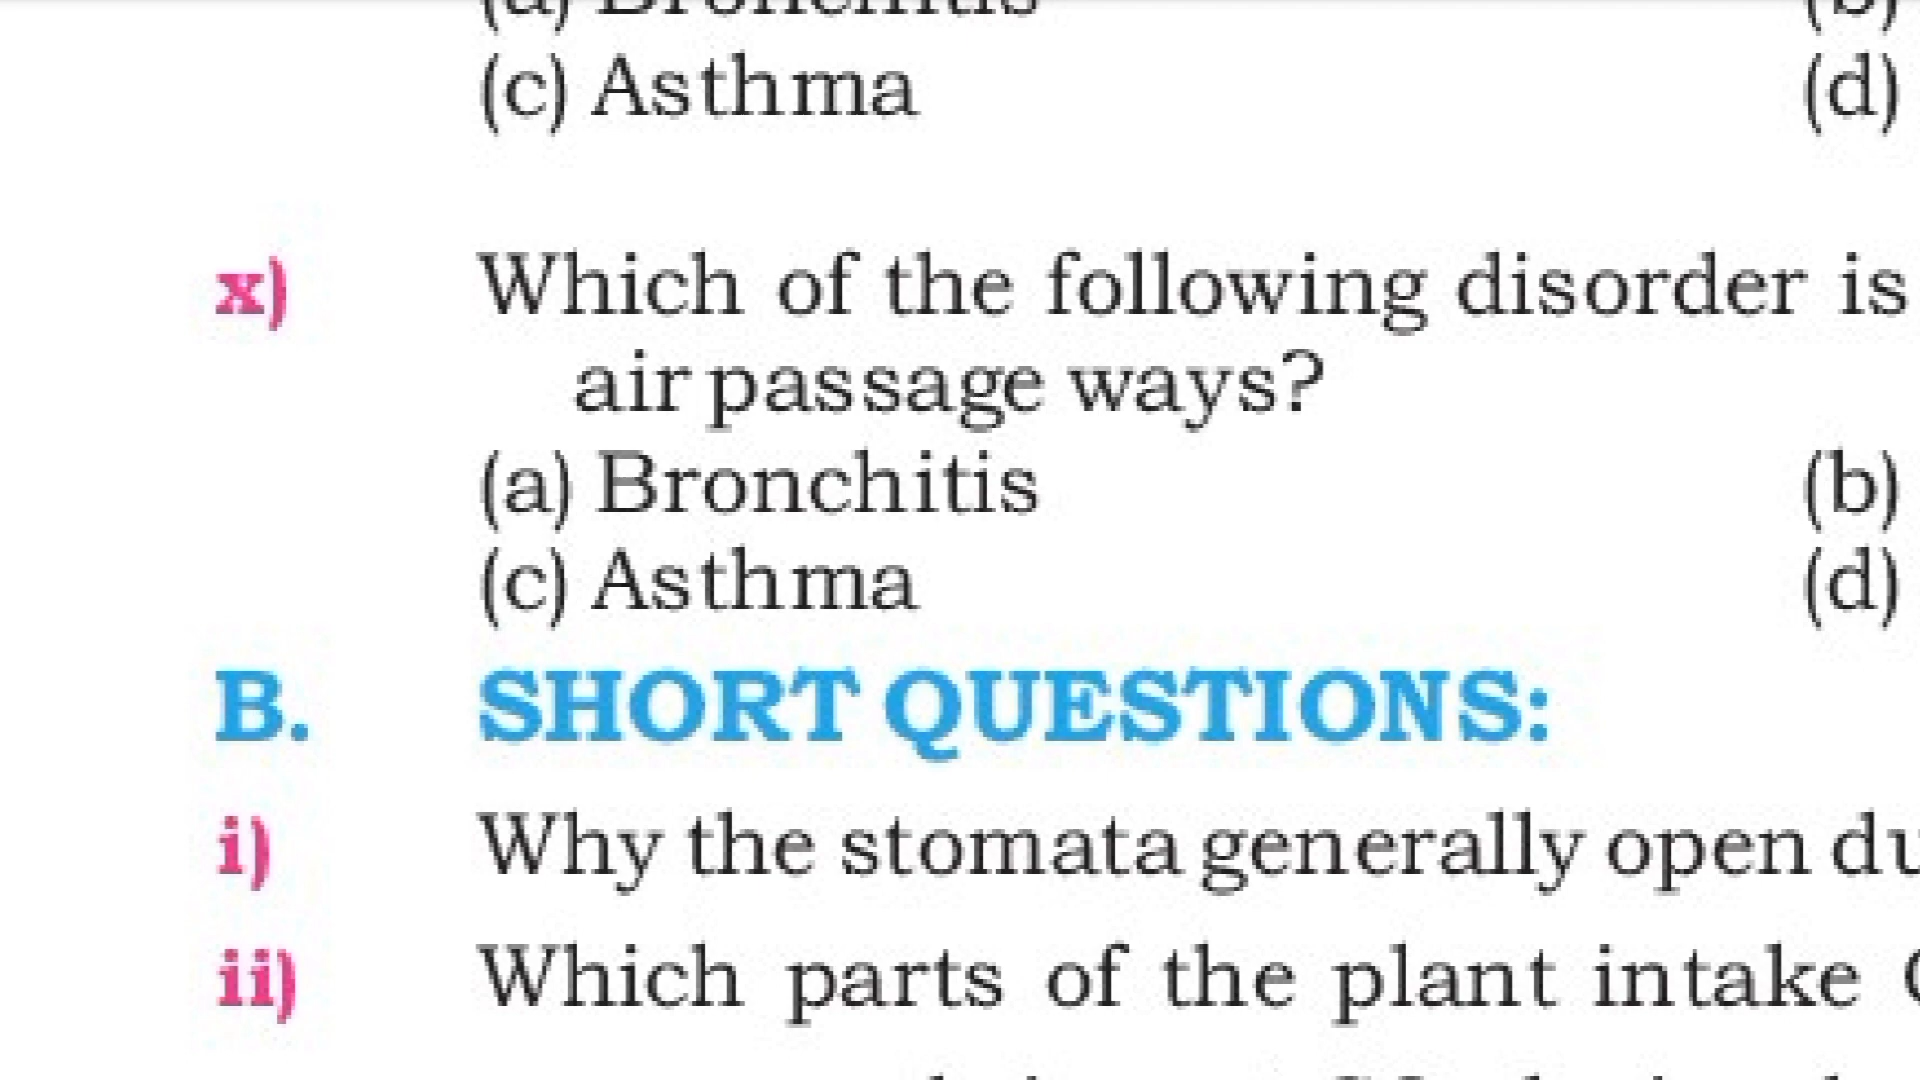 (a) Bronchitis (b)
(c) Asthma (d)
x) Which of the following disorder is
air passage ways?
(a) Bronchitis (b)
(c) Asthma (d)
B. SHORT QUESTIONS:
i) Why the stomata generally open du
ii) Which parts of the plant intake